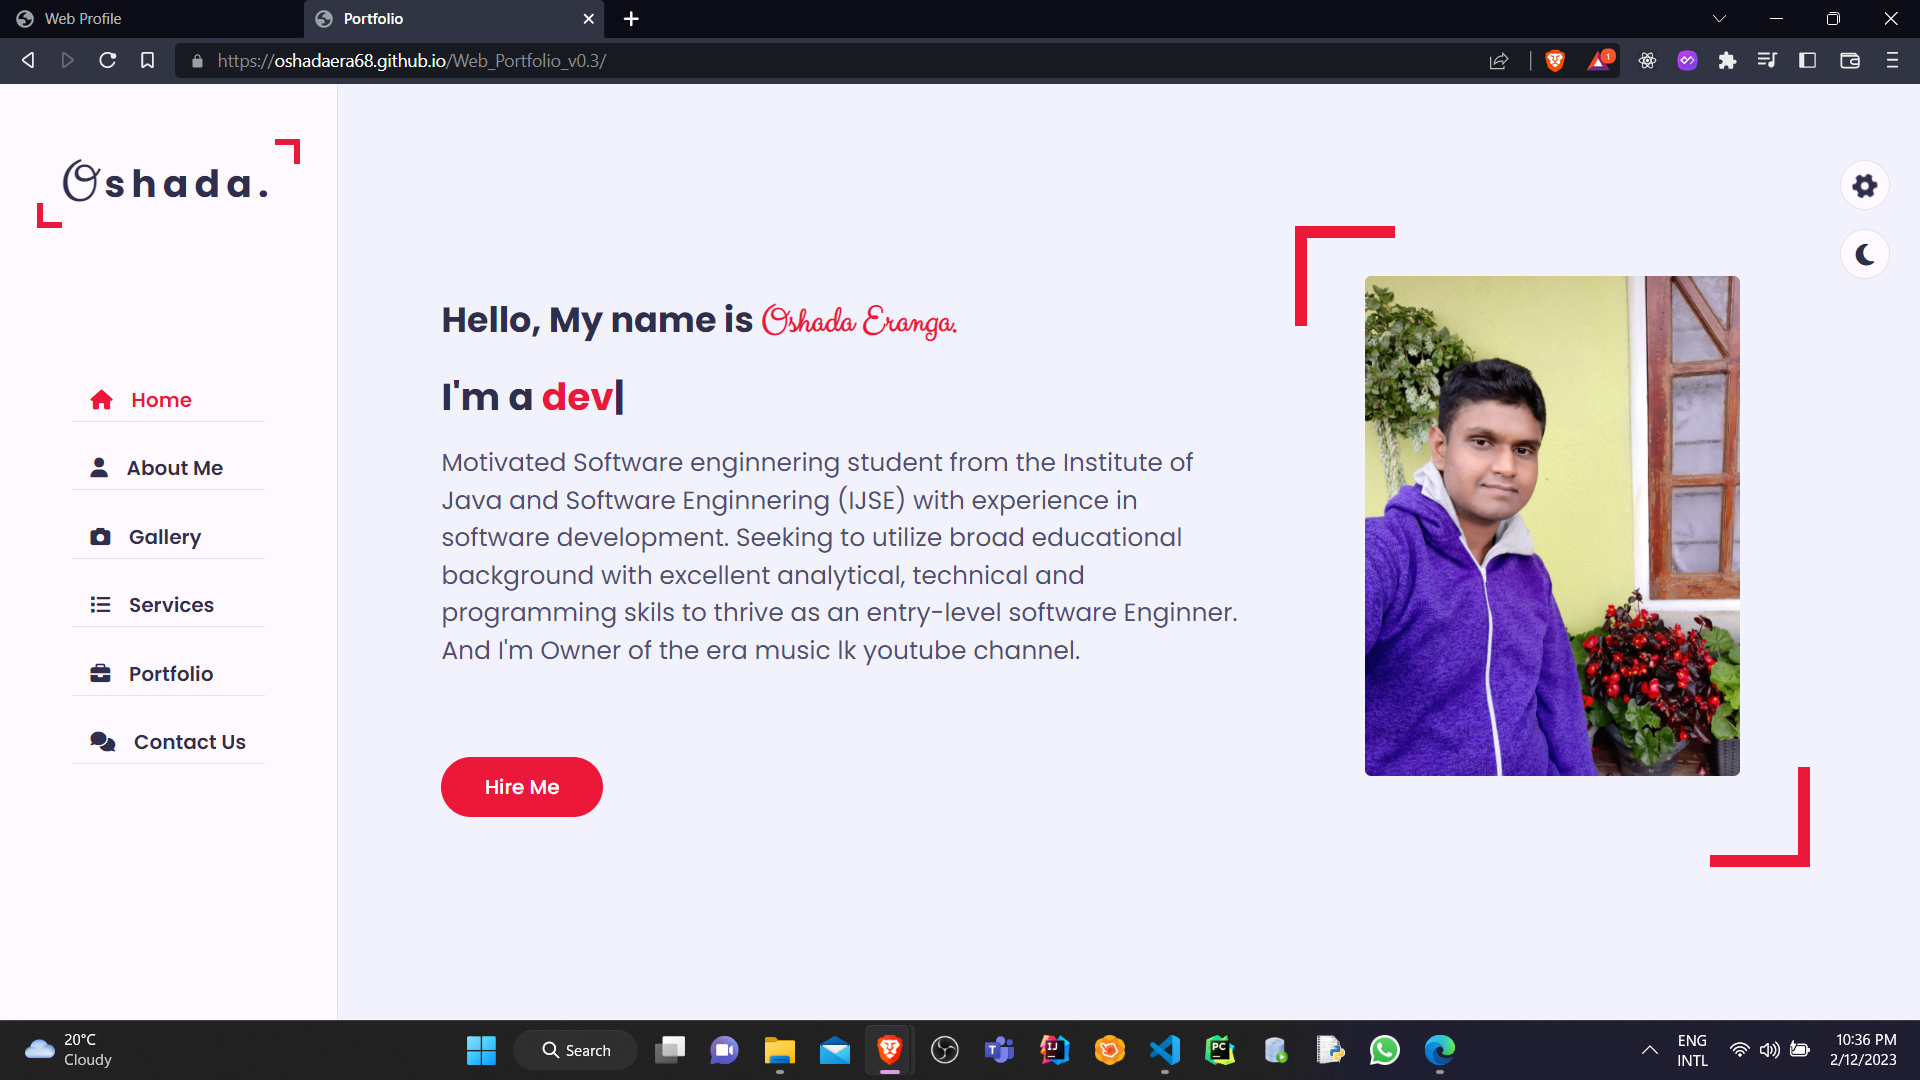 Web Profile
Portfolio
https://oshadaera68.github.io/Web_Portfolio_v0.3/
1
Oshada.
Home
About Me
Gallery
Services
Portfolio
Contact Us
Hello, My name is Oshada Eranga.
I'm a dev|
Motivated Software enginnering student from the Institute of
Java and Software Enginnering (IJSE) with experience in
software development. Seeking to utilize broad educational
background with excellent analytical, technical and
programming skils to thrive as an entry-level software Enginner.
And I'm Owner of the era music lk youtube channel.
Hire Me
20°C
Cloudy
Search
T
IJ
PC
ENG
INTL
10:36 PM
2/12/2023